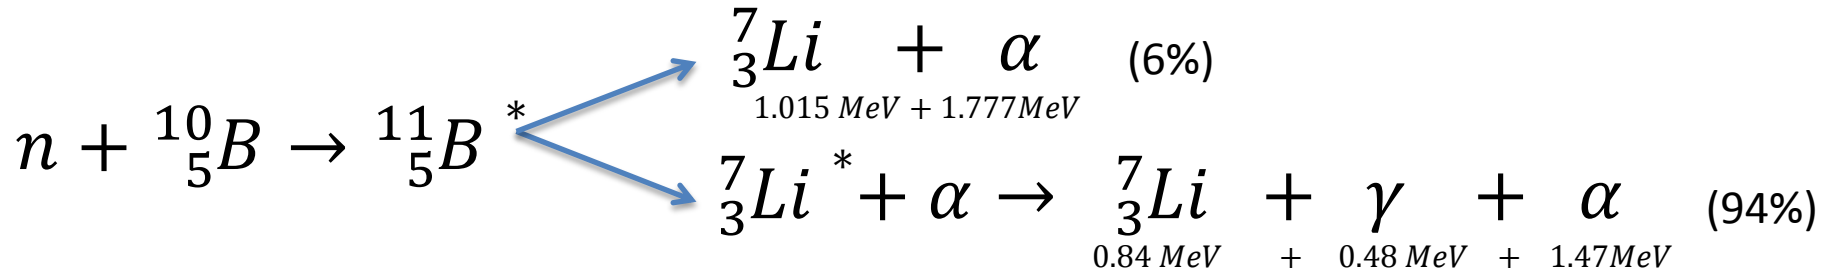 ⁷₃Li + α (6%)
1.015 MeV + 1.777MeV
n + ¹⁰₅B → ¹¹₅B *
⁷₃Li * + α → ⁷₃Li + γ + α (94%)
0.84 MeV + 0.48 MeV + 1.47MeV